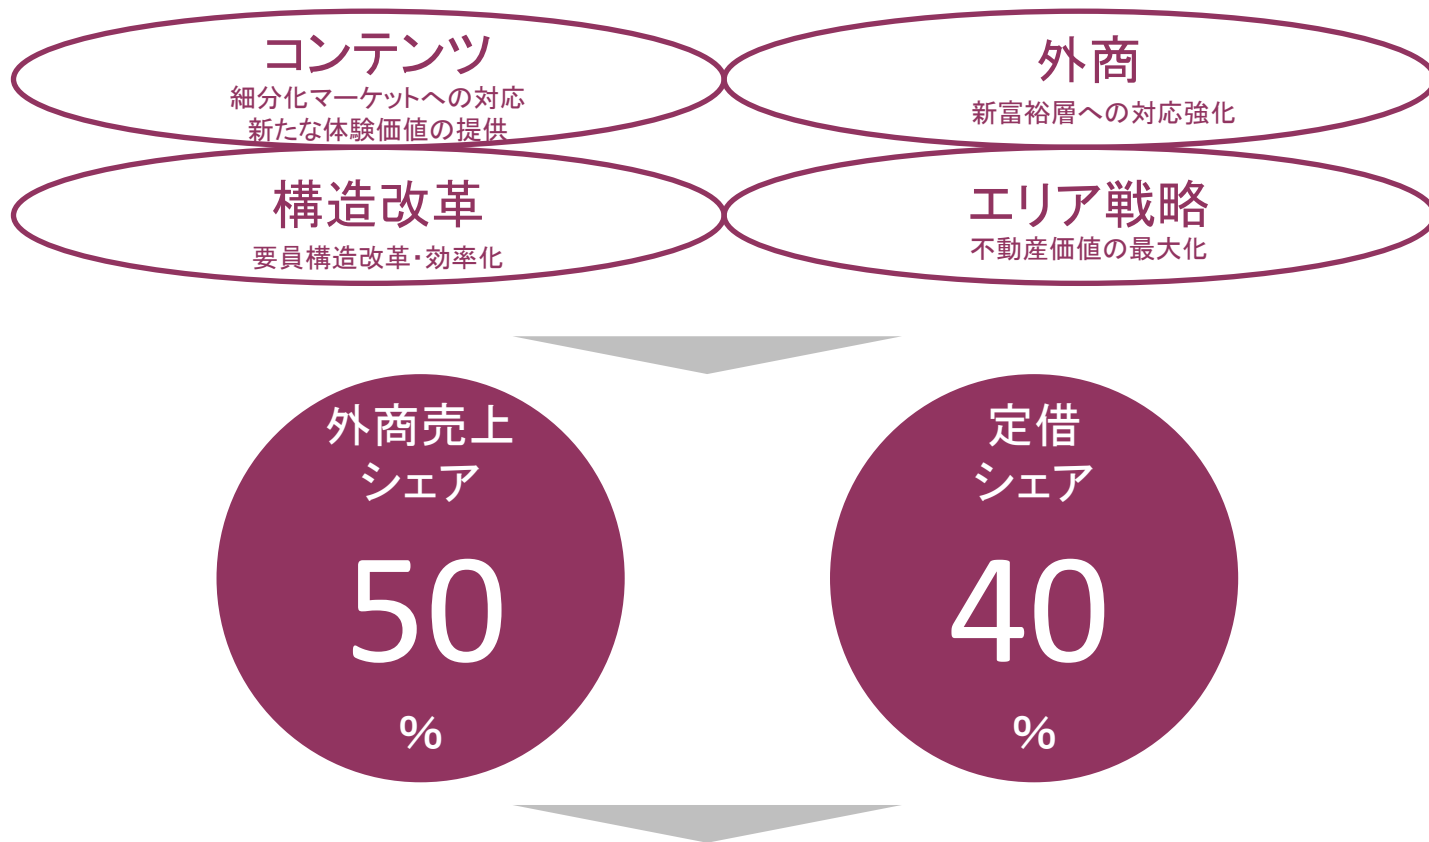 コンテンツ
細分化マーケットへの対応
新たな体験価値の提供
外商
新富裕層への対応強化
構造改革
要員構造改革・効率化
エリア戦略
不動産価値の最大化
外商売上
シェア
50
%
定借
シェア
40
%